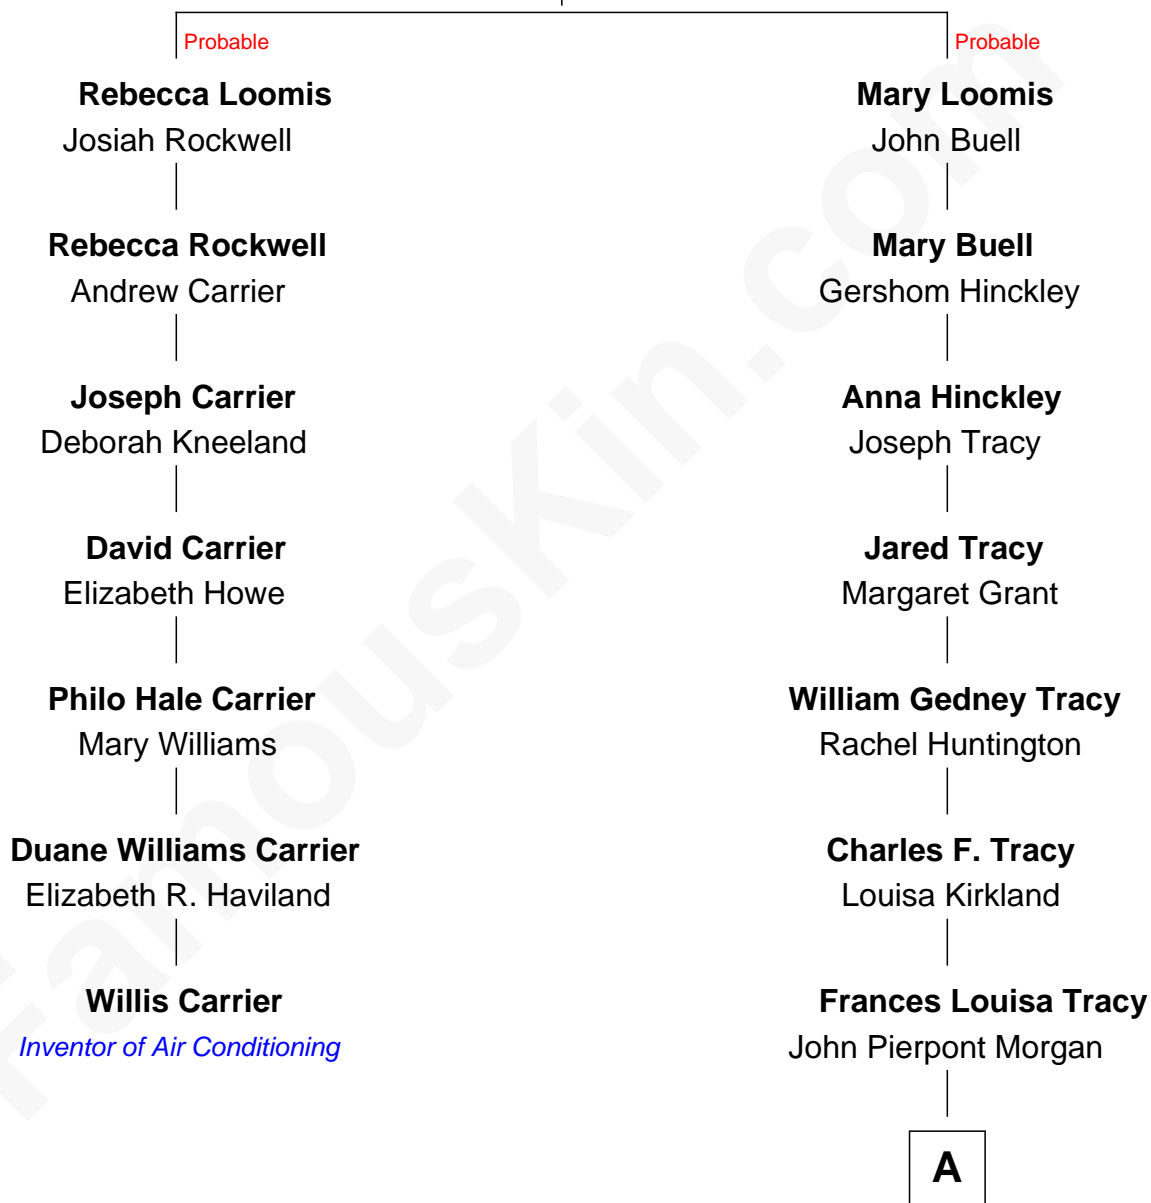 Probable
Rebecca Loomis
Josiah Rockwell
Rebecca Rockwell
Andrew Carrier
Joseph Carrier
Deborah Kneeland
David Carrier
Elizabeth Howe
Philo Hale Carrier
Mary Williams
Duane Williams Carrier
Elizabeth R. Haviland
Willis Carrier
Inventor of Air Conditioning
Probable
Mary Loomis
John Buell
Mary Buell
Gershom Hinckley
Anna Hinckley
Joseph Tracy
Jared Tracy
Margaret Grant
William Gedney Tracy
Rachel Huntington
Charles F. Tracy
Louisa Kirkland
Frances Louisa Tracy
John Pierpont Morgan
A
FamousKin.com